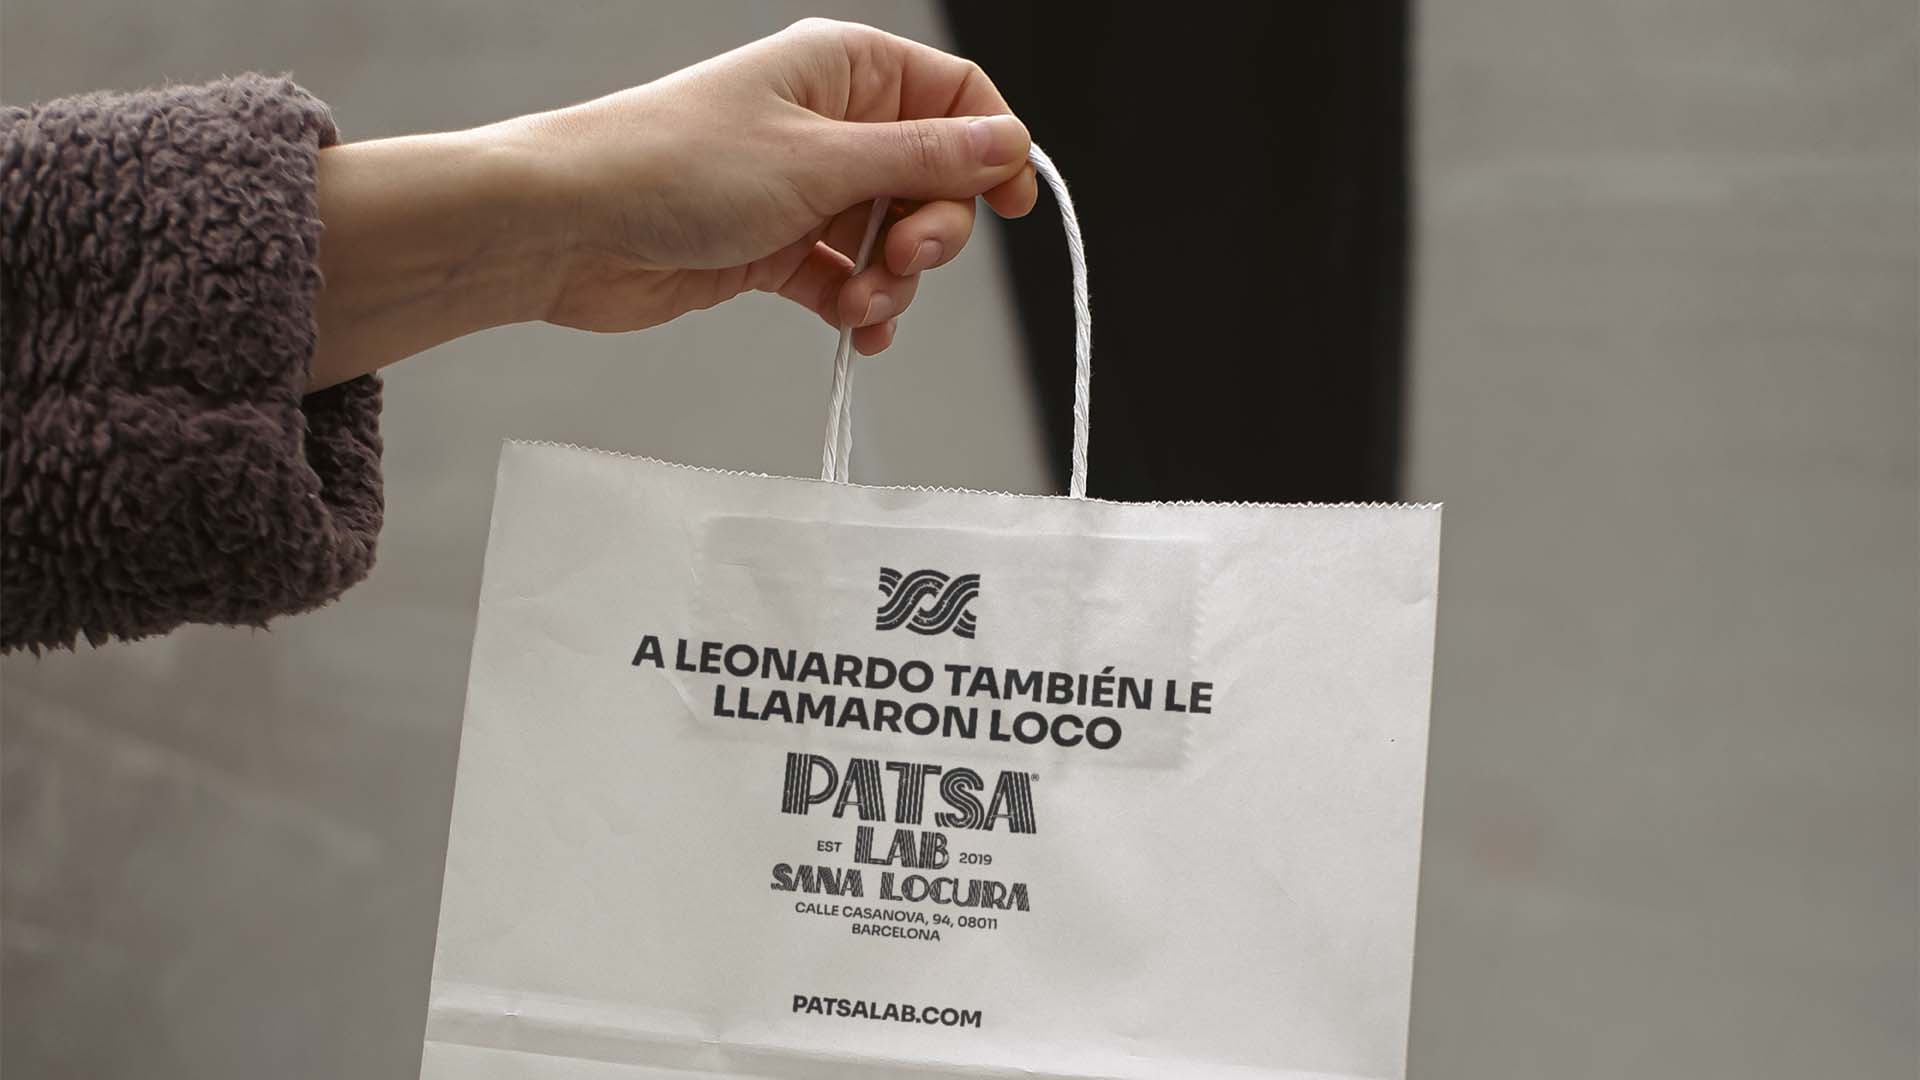 A LEONARDO TAMBIÉN LE
LLAMARON LOCO
PATSA®
EST LAB 2019
SANA LOCURA
CALLE CASANOVA, 94, 08011
BARCELONA
PATSALAB.COM